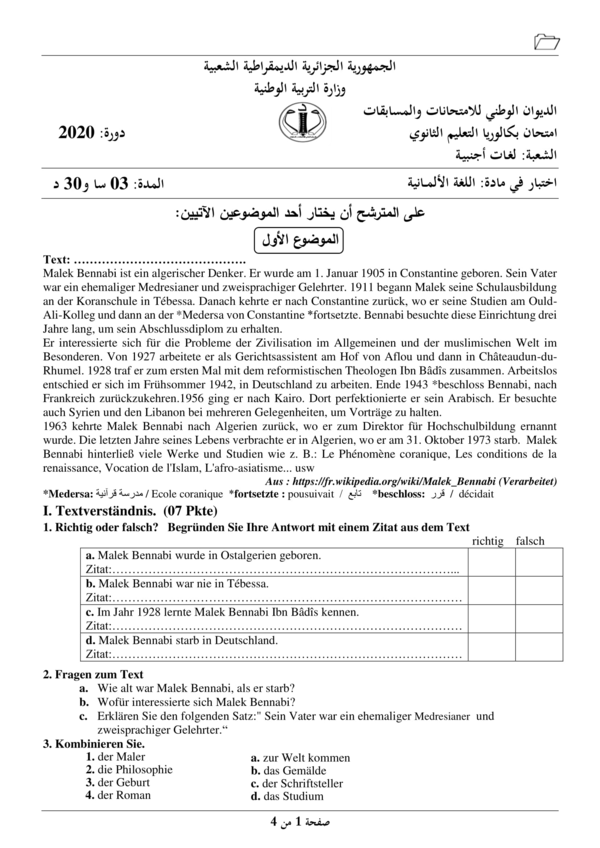 الجمهورية الجزائرية الديمقراطية الشعبية
وزارة التربية الوطنية
الديوان الوطني للامتحانات والمسابقات
امتحان بكالوريا التعليم الثانوي
دورة: 2020
الشعبة: لغات أجنبية
اختبار في مادة: اللغة الألمانية
المدة: 03 سا و30 د
على المترشح أن يختار أحد الموضوعين الآتيين:
الموضوع الأول
Text: …………………………………….
Malek Bennabi ist ein algerischer Denker. Er wurde am 1. Januar 1905 in Constantine geboren. Sein Vater
war ein ehemaliger Medresianer und zweisprachiger Gelehrter. 1911 begann Malek seine Schulausbildung
an der Koranschule in Tébessa. Danach kehrte er nach Constantine zurück, wo er seine Studien am Ould-
Ali-Kolleg und dann an der *Medersa von Constantine *fortsetzte. Bennabi besuchte diese Einrichtung drei
Jahre lang, um sein Abschlussdiplom zu erhalten.
Er interessierte sich für die Probleme der Zivilisation im Allgemeinen und der muslimischen Welt im
Besonderen. Von 1927 arbeitete er als Gerichtsassistent am Hof von Aflou und dann in Châteaudun-du-
Rhumel. 1928 traf er zum ersten Mal mit dem reformistischen Theologen Ibn Bâdîs zusammen. Arbeitslos
entschied er sich im Frühsommer 1942, in Deutschland zu arbeiten. Ende 1943 *beschloss Bennabi, nach
Frankreich zurückzukehren.1956 ging er nach Kairo. Dort perfektionierte er sein Arabisch. Er besuchte
auch Syrien und den Libanon bei mehreren Gelegenheiten, um Vorträge zu halten.
1963 kehrte Malek Bennabi nach Algerien zurück, wo er zum Direktor für Hochschulbildung ernannt
wurde. Die letzten Jahre seines Lebens verbrachte er in Algerien, wo er am 31. Oktober 1973 starb. Malek
Bennabi hinterließ viele Werke und Studien wie z. B.: Le Phénomène coranique, Les conditions de la
renaissance, Vocation de l'Islam, L'afro-asiatisme... usw
Aus : https://fr.wikipedia.org/wiki/Malek_Bennabi (Verarbeitet)
*Medersa: مدرسة قرآنية / Ecole coranique *fortsetzte : pousuivait / تابع *beschloss: قرر / décidait
I. Textverständnis. (07 Pkte)
1. Richtig oder falsch? Begründen Sie Ihre Antwort mit einem Zitat aus dem Text
richtig falsch
a. Malek Bennabi wurde in Ostalgerien geboren.
Zitat:…………………………………………………………………………...
b. Malek Bennabi war nie in Tébessa.
Zitat:……………………………………………………………………………
c. Im Jahr 1928 lernte Malek Bennabi Ibn Bâdîs kennen.
Zitat:……………………………………………………………………………
d. Malek Bennabi starb in Deutschland.
Zitat:……………………………………………………………………………
2. Fragen zum Text
a. Wie alt war Malek Bennabi, als er starb?
b. Wofür interessierte sich Malek Bennabi?
c. Erklären Sie den folgenden Satz:" Sein Vater war ein ehemaliger Medresianer und
zweisprachiger Gelehrter.“
3. Kombinieren Sie.
1. der Maler a. zur Welt kommen
2. die Philosophie b. das Gemälde
3. der Geburt c. der Schriftsteller
4. der Roman d. das Studium
صفحة 1 من 4